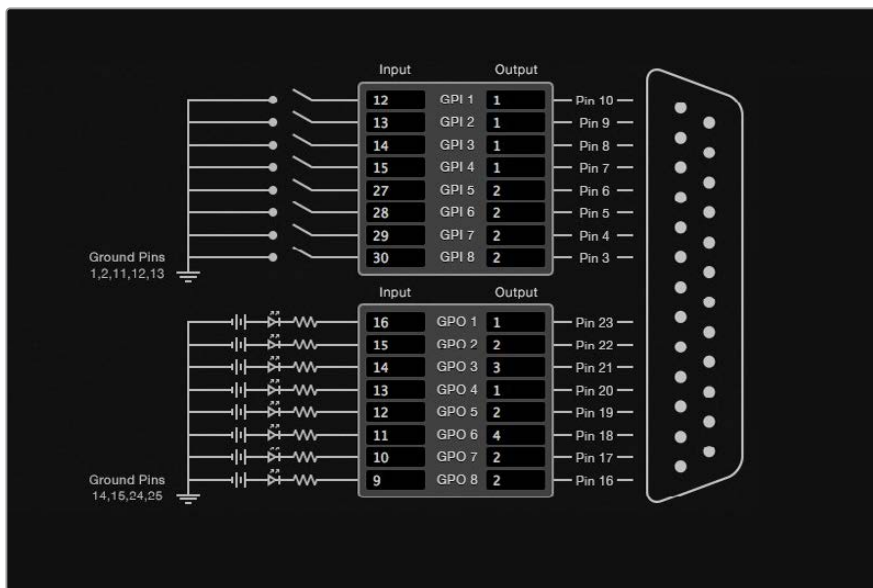 Input Output
12 GPI 1 1 Pin 10
13 GPI 2 1 Pin 9
14 GPI 3 1 Pin 8
15 GPI 4 1 Pin 7
27 GPI 5 2 Pin 6
28 GPI 6 2 Pin 5
29 GPI 7 2 Pin 4
30 GPI 8 2 Pin 3
Ground Pins
1,2,11,12,13
Input Output
16 GPO 1 1 Pin 23
15 GPO 2 2 Pin 22
14 GPO 3 3 Pin 21
13 GPO 4 1 Pin 20
12 GPO 5 2 Pin 19
11 GPO 6 4 Pin 18
10 GPO 7 2 Pin 17
9 GPO 8 2 Pin 16
Ground Pins
14,15,24,25